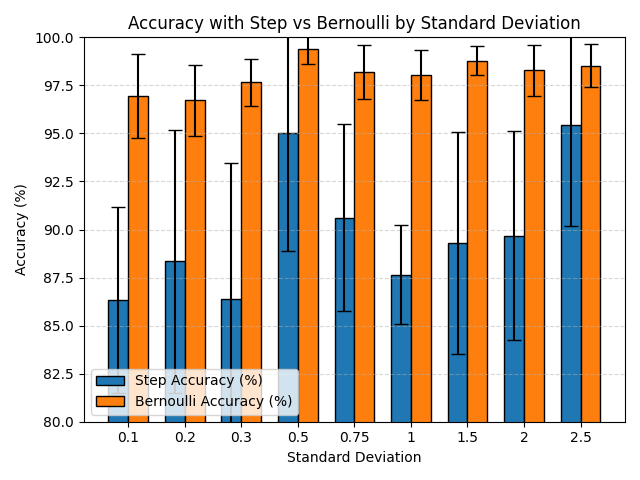 Accuracy with Step vs Bernoulli by Standard Deviation
100.0
97.5
95.0
92.5
90.0
87.5
85.0
82.5
80.0
Accuracy (%)
Step Accuracy (%)
Bernoulli Accuracy (%)
0.1 0.2 0.3 0.5 0.75 1 1.5 2 2.5
Standard Deviation